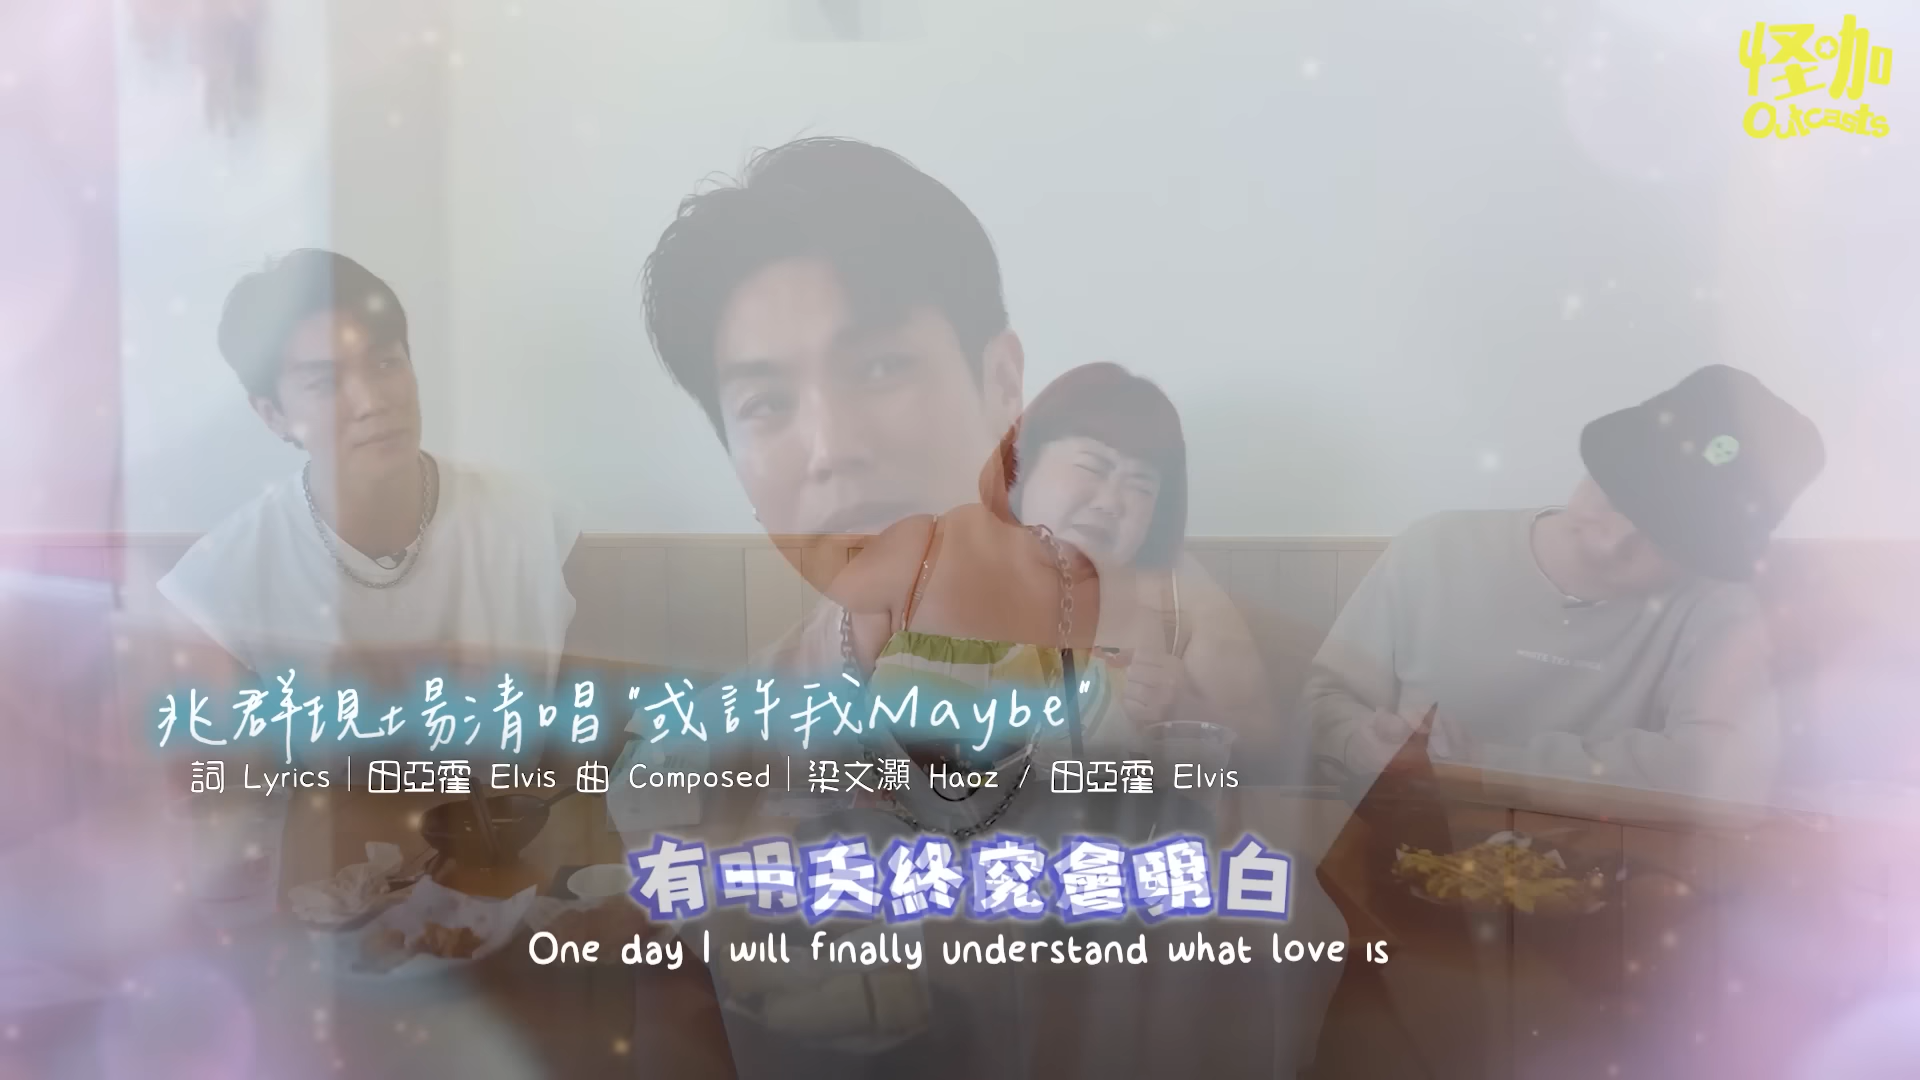 怪咖
Outcasts
兆群現場清唱 "或許我Maybe"
詞 Lyrics｜田亞霍 Elvis 曲 Composed｜梁文灝 Haoz / 田亞霍 Elvis
有明天終究會明白
One day I will finally understand what love is